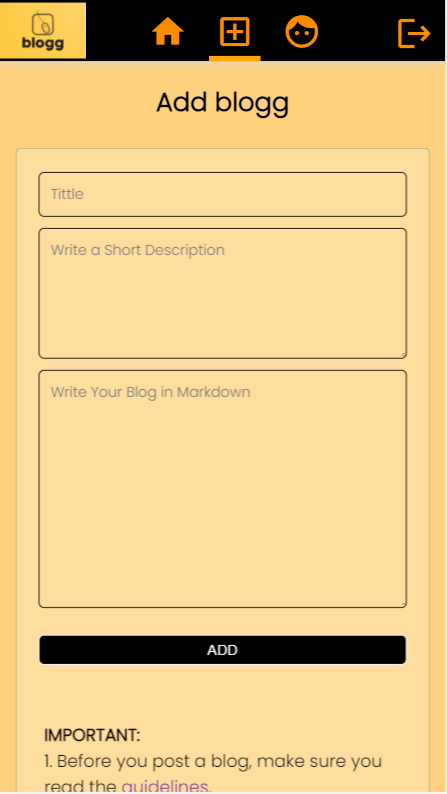 blogg
Add blogg
Tittle
Write a Short Description
Write Your Blog in Markdown
ADD
IMPORTANT:
1. Before you post a blog, make sure you
read the guidelines.